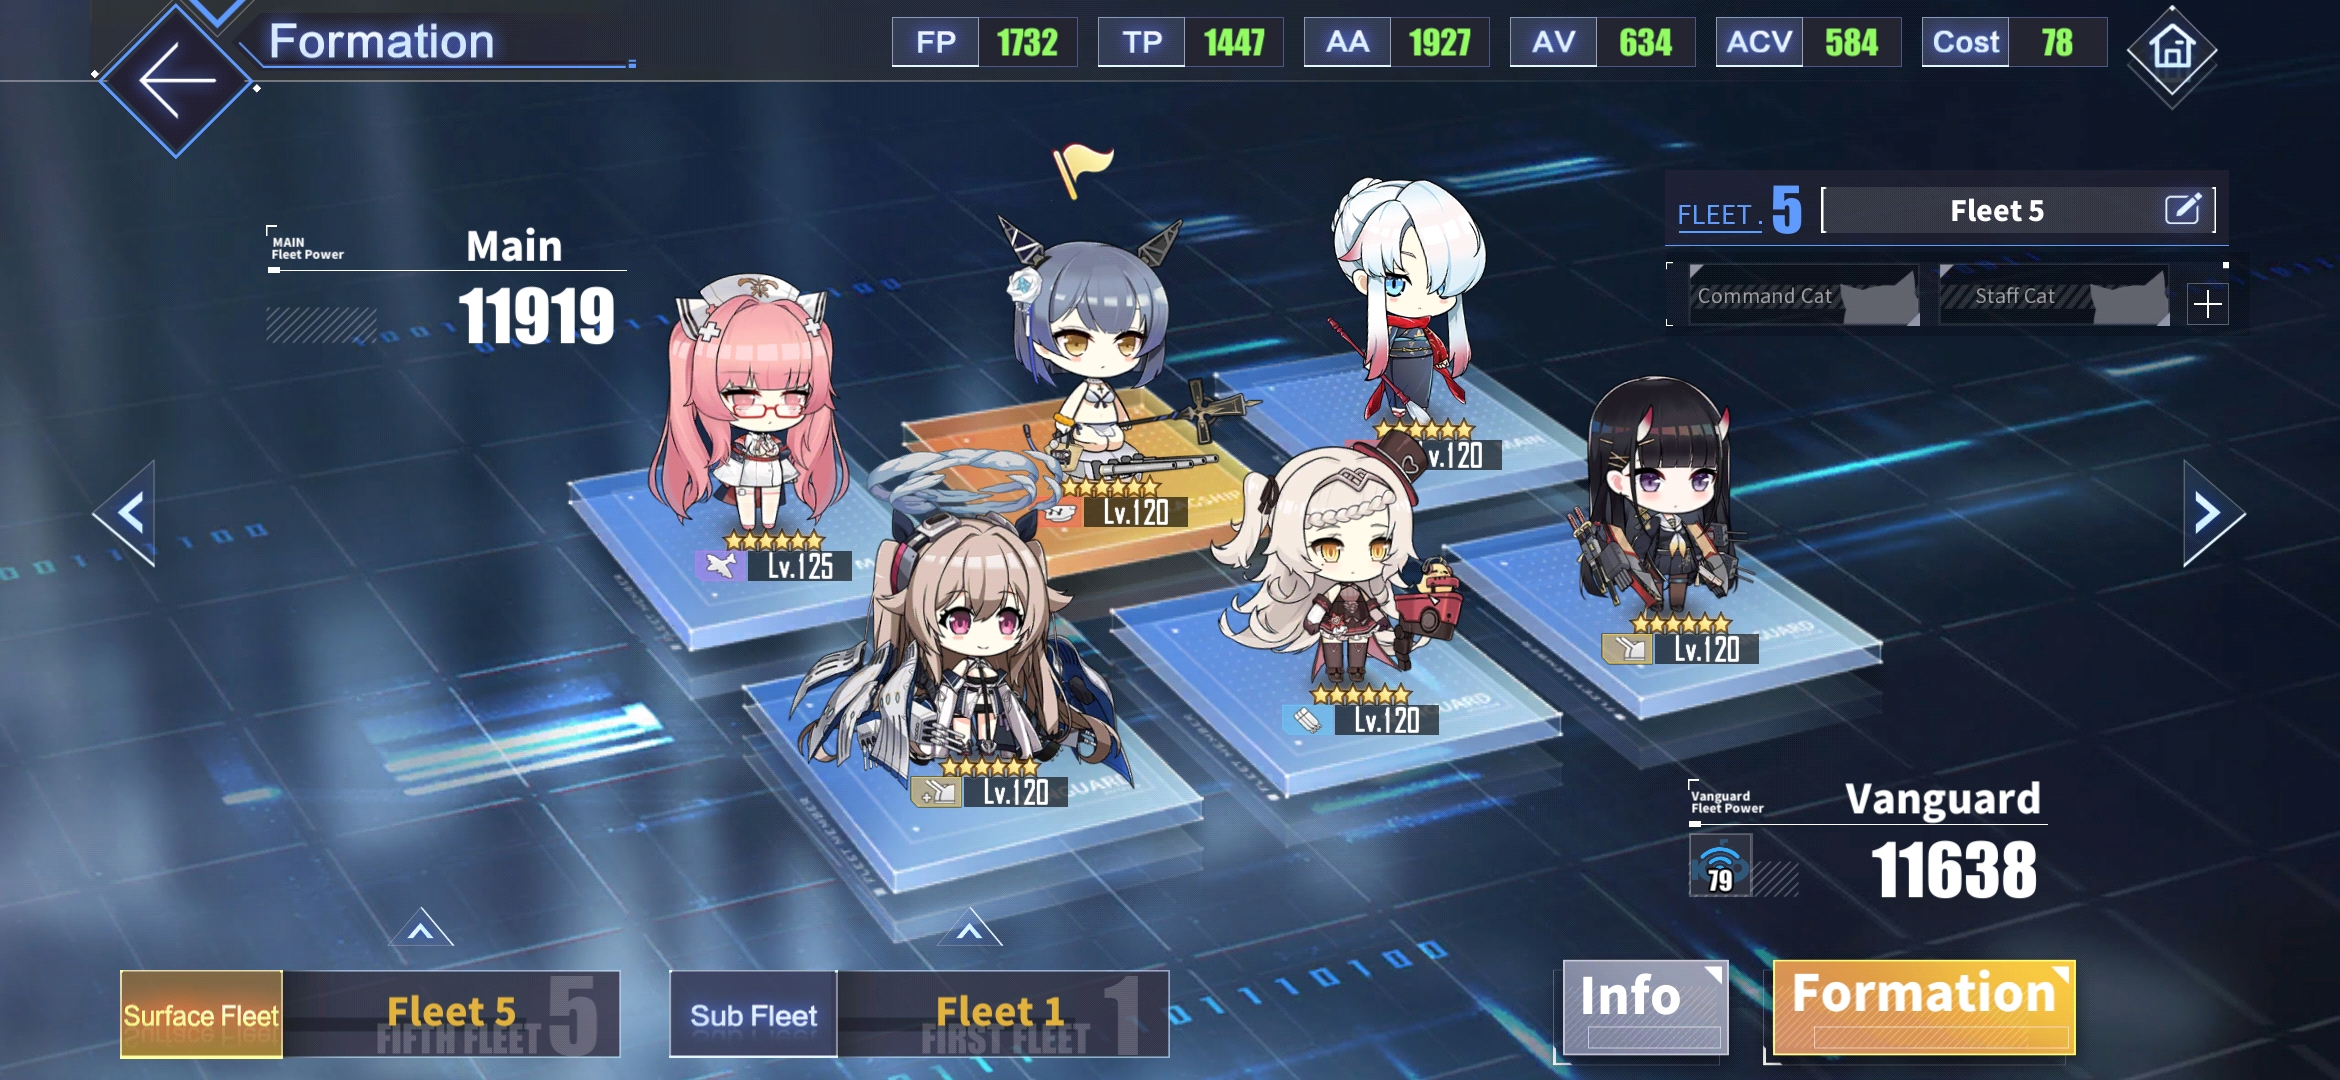 Formation
FP 1732 TP 1447 AA 1927 AV 634 ACV 584 Cost 78
FLEET. 5 Fleet 5
Command Cat Staff Cat
MAIN
Fleet Power
Main
11919
Lv.120
Lv.120
Lv.125
Lv.120
Lv.120
Lv.120
Vanguard
Fleet Power
Vanguard
79
11638
Surface Fleet Fleet 5
FIFTH FLEET 5
Sub Fleet Fleet 1
FIRST FLEET 1
Info
Formation